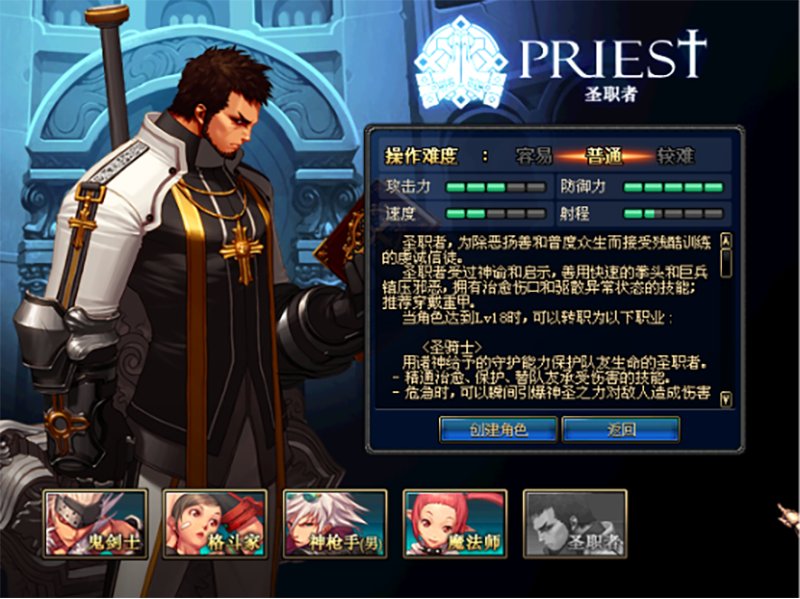 PRIEST
圣职者
操作难度 : 容易 普通 较难
攻击力 防御力
速度 射程
圣职者，为除恶扬善和普度众生而接受残酷训练
的虔诚信徒。
圣职者受过神谕和启示，善用快速的拳头和巨兵
镇压邪恶，拥有治愈伤口和驱散异常状态的技能；
推荐穿戴重甲。
当角色达到Lv18时，可以转职为以下职业：
〈圣骑士〉
用诸神给予的守护能力保护队友生命的圣职者。
- 精通治愈、保护、替队友承受伤害的技能。
- 危急时，可以瞬间引爆神圣之力对敌人造成伤害
创建角色 返回
鬼剑士 格斗家 神枪手(男) 魔法师 圣职者